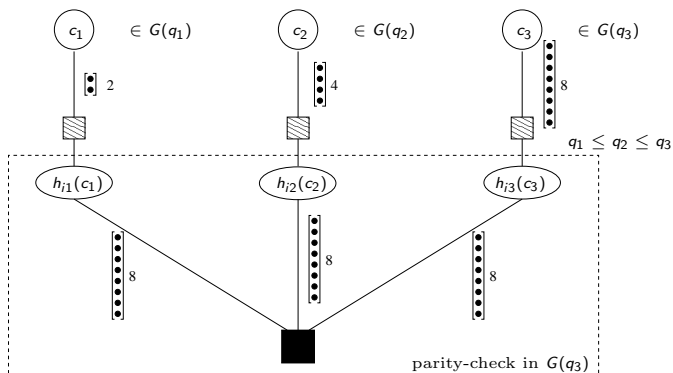 c₁ ∈ G(q₁) c₂ ∈ G(q₂) c₃ ∈ G(q₃)
2 4 8
q₁ ≤ q₂ ≤ q₃
hᵢ₁(c₁) hᵢ₂(c₂) hᵢ₃(c₃)
8 8 8
parity-check in G(q₃)